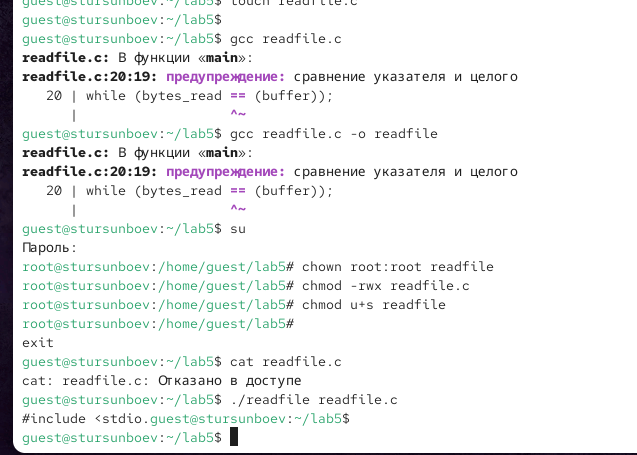 guest@stursunboev:~/lab5$ touch readfile.c
guest@stursunboev:~/lab5$
guest@stursunboev:~/lab5$ gcc readfile.c
readfile.c: В функции «main»:
readfile.c:20:19: предупреждение: сравнение указателя и целого
   20 | while (bytes_read == (buffer));
      |                   ^~
guest@stursunboev:~/lab5$ gcc readfile.c -o readfile
readfile.c: В функции «main»:
readfile.c:20:19: предупреждение: сравнение указателя и целого
   20 | while (bytes_read == (buffer));
      |                   ^~
guest@stursunboev:~/lab5$ su
Пароль:
root@stursunboev:/home/guest/lab5# chown root:root readfile
root@stursunboev:/home/guest/lab5# chmod -rwx readfile.c
root@stursunboev:/home/guest/lab5# chmod u+s readfile
root@stursunboev:/home/guest/lab5#
exit
guest@stursunboev:~/lab5$ cat readfile.c
cat: readfile.c: Отказано в доступе
guest@stursunboev:~/lab5$ ./readfile readfile.c
#include <stdio.guest@stursunboev:~/lab5$
guest@stursunboev:~/lab5$